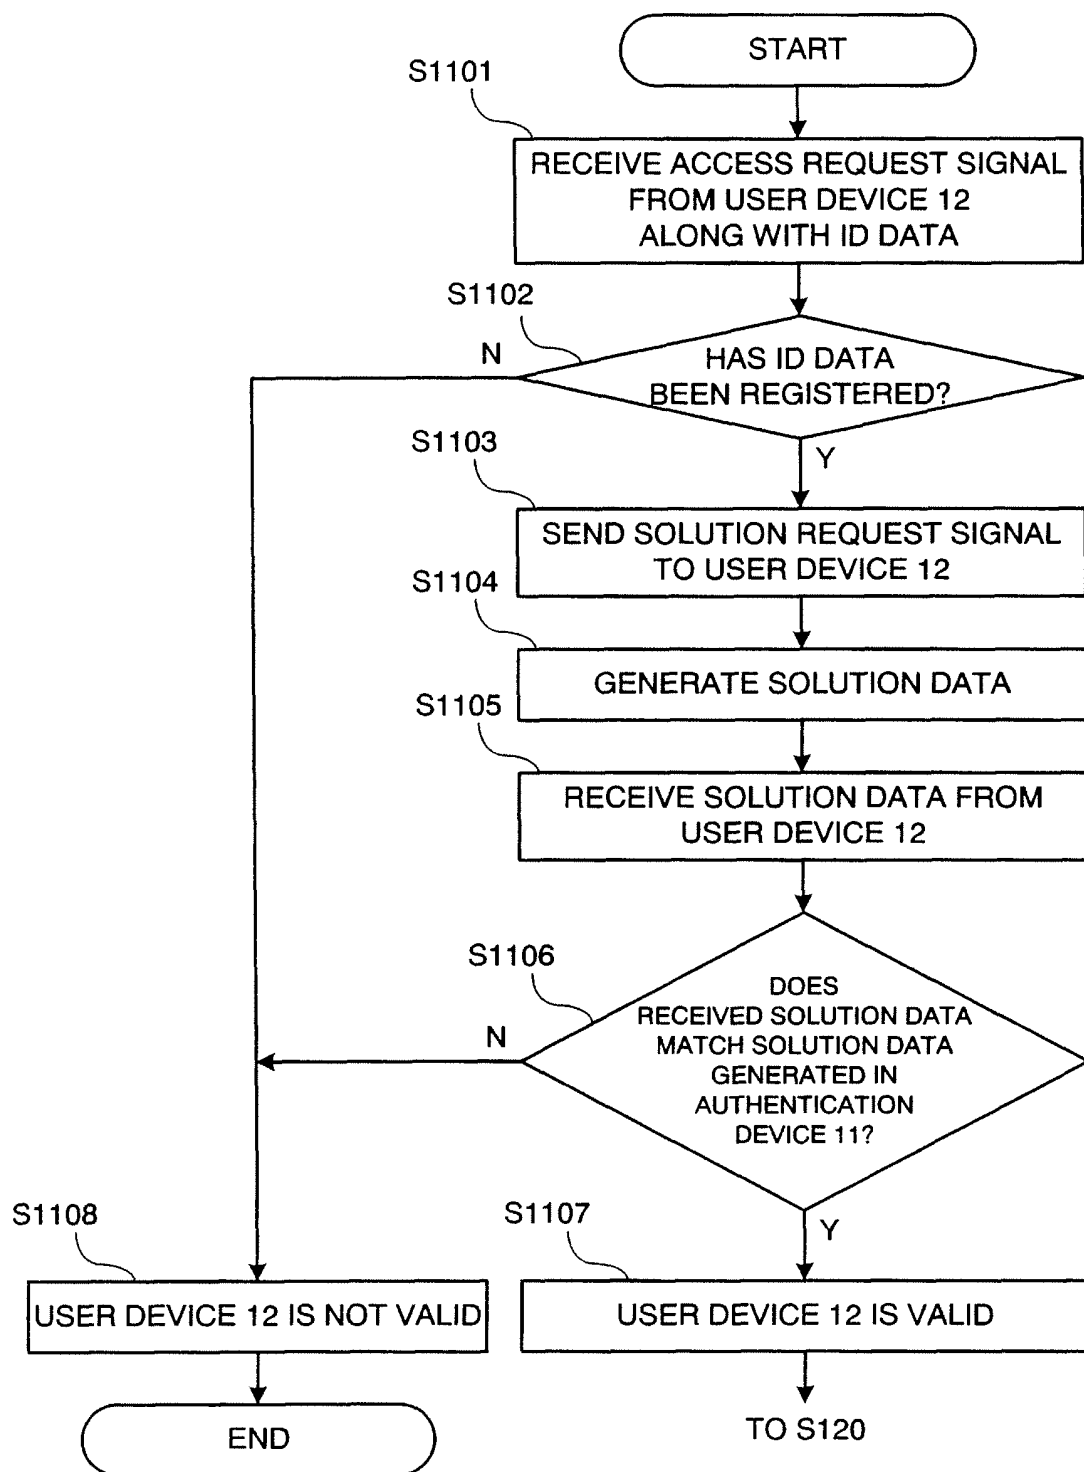 START
S1101
RECEIVE ACCESS REQUEST SIGNAL
FROM USER DEVICE 12
ALONG WITH ID DATA
S1102
HAS ID DATA
BEEN REGISTERED?
N
Y
S1103
SEND SOLUTION REQUEST SIGNAL
TO USER DEVICE 12
S1104
GENERATE SOLUTION DATA
S1105
RECEIVE SOLUTION DATA FROM
USER DEVICE 12
S1106
DOES
RECEIVED SOLUTION DATA
MATCH SOLUTION DATA
GENERATED IN
AUTHENTICATION
DEVICE 11?
N
Y
S1108
USER DEVICE 12 IS NOT VALID
S1107
USER DEVICE 12 IS VALID
END
TO S120